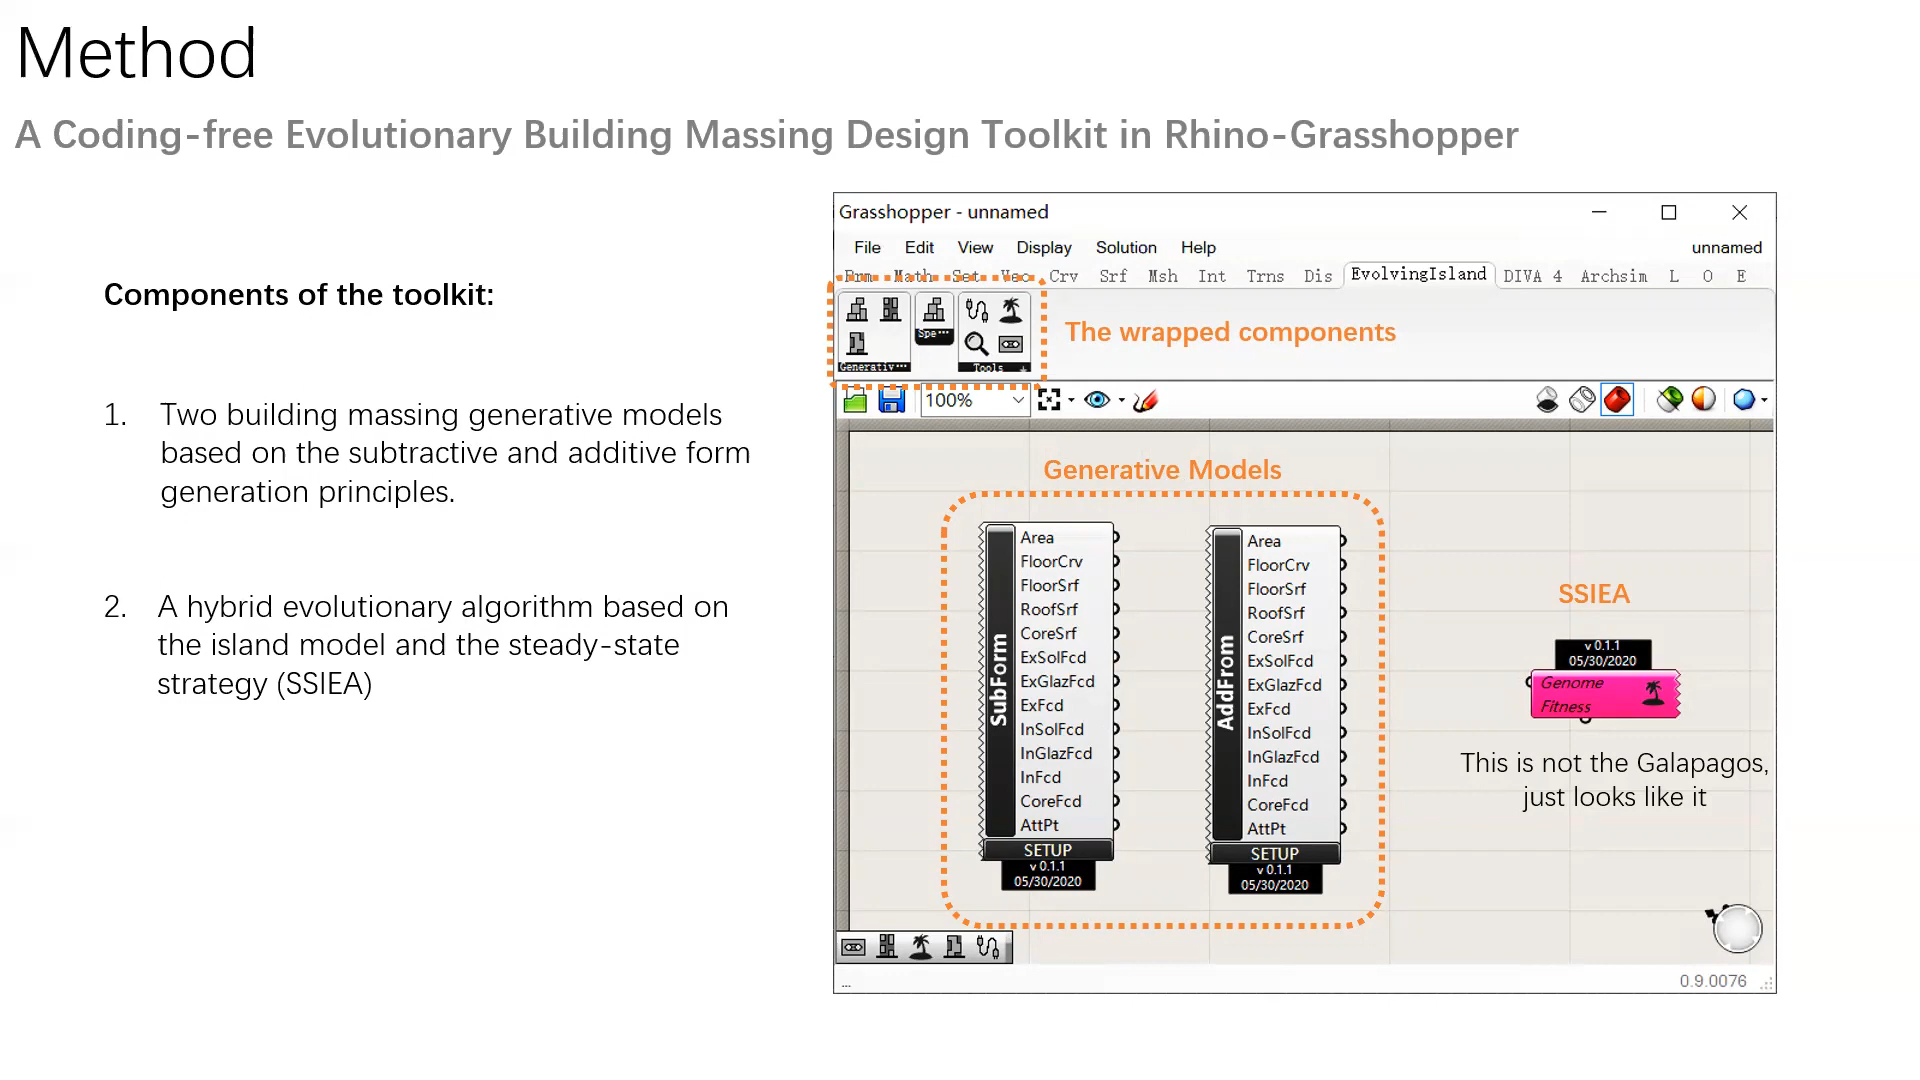 Method
A Coding-free Evolutionary Building Massing Design Toolkit in Rhino-Grasshopper
Components of the toolkit:
1. Two building massing generative models
based on the subtractive and additive form
generation principles.
2. A hybrid evolutionary algorithm based on
the island model and the steady-state
strategy (SSIEA)
Grasshopper - unnamed
File Edit View Display Solution Help unnamed
Prm Math Set Vec Crv Srf Msh Int Trns Dis EvolvingIsland DIVA 4 Archsim L O E
Spe···
Generativ··· Tools
The wrapped components
100%
Generative Models
SubForm
Area
FloorCrv
FloorSrf
RoofSrf
CoreSrf
ExSolFcd
ExGlazFcd
ExFcd
InSolFcd
InGlazFcd
InFcd
CoreFcd
AttPt
SETUP
v 0.1.1
05/30/2020
AddFrom
Area
FloorCrv
FloorSrf
RoofSrf
CoreSrf
ExSolFcd
ExGlazFcd
ExFcd
InSolFcd
InGlazFcd
InFcd
CoreFcd
AttPt
SETUP
v 0.1.1
05/30/2020
SSIEA
v 0.1.1
05/30/2020
Genome
Fitness
This is not the Galapagos,
just looks like it
...
0.9.0076